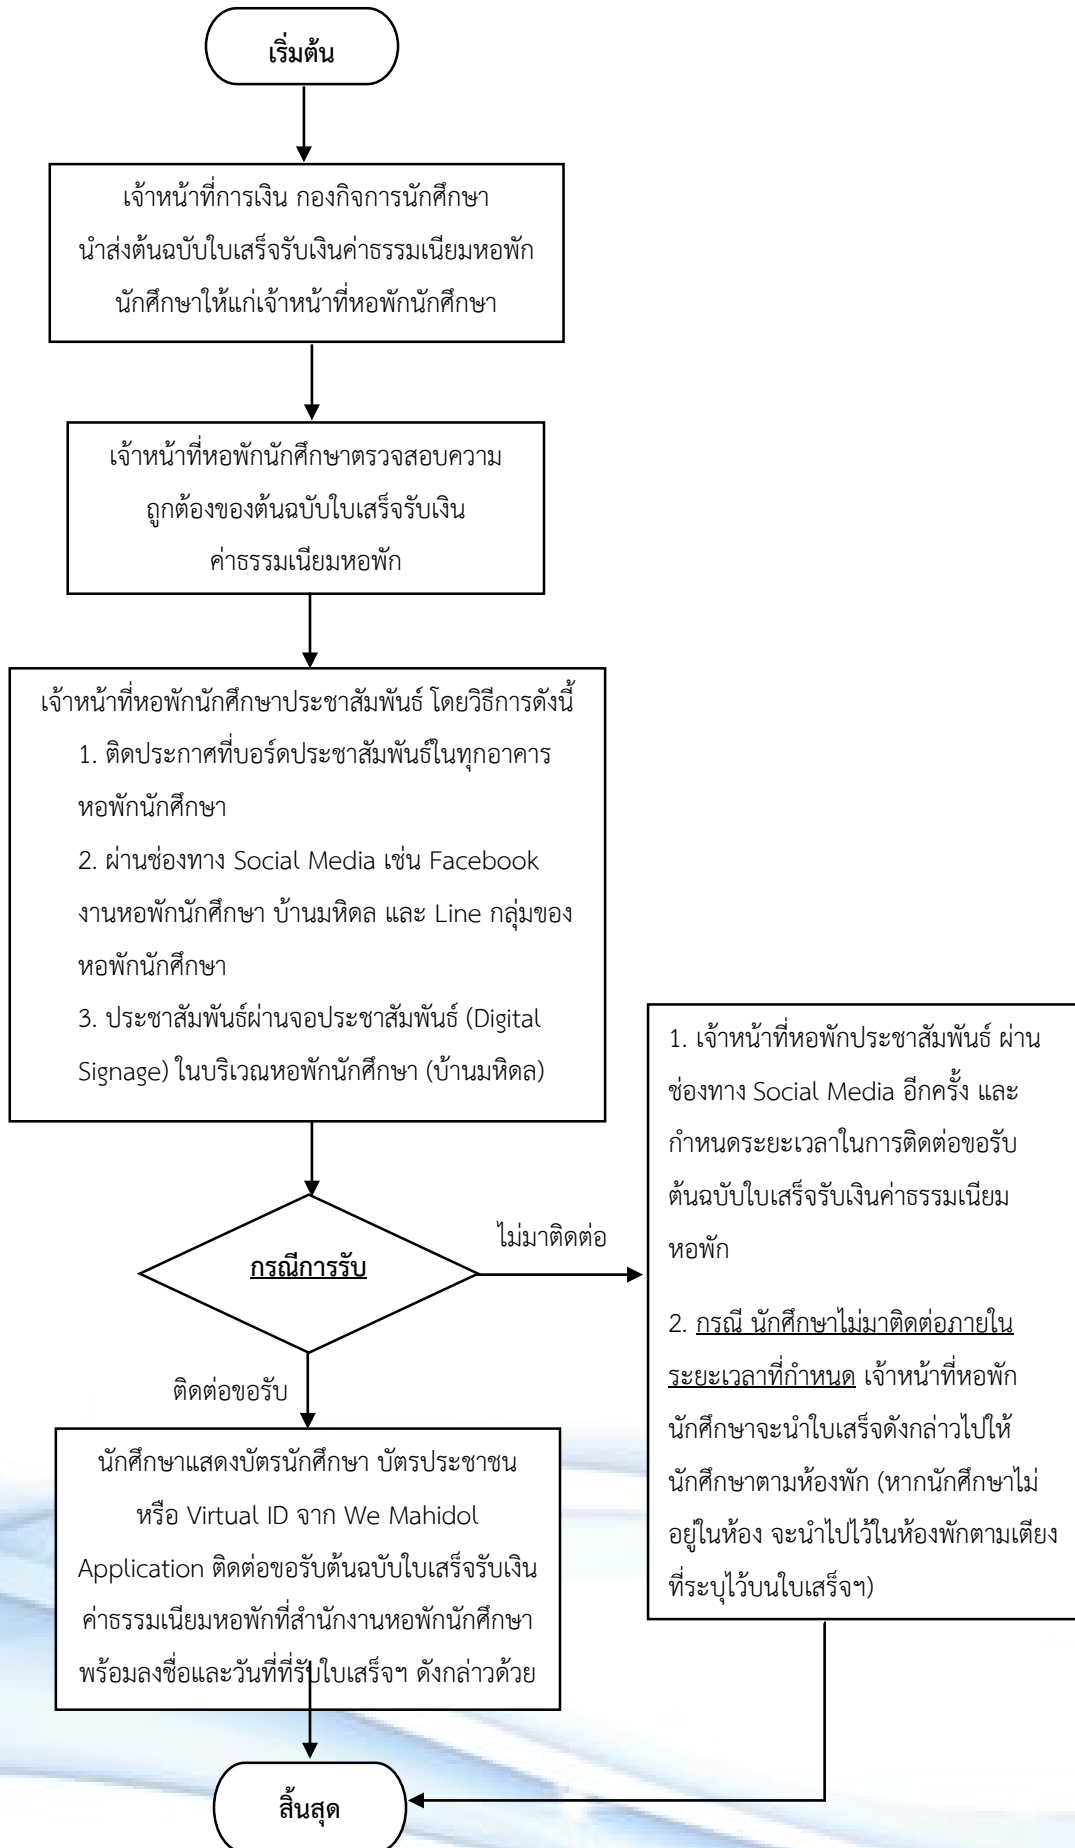 เริ่มต้น
เจ้าหน้าที่การเงิน กองกิจการนักศึกษา
นำส่งต้นฉบับใบเสร็จรับเงินค่าธรรมเนียมหอพัก
นักศึกษาให้แก่เจ้าหน้าที่หอพักนักศึกษา
เจ้าหน้าที่หอพักนักศึกษาตรวจสอบความ
ถูกต้องของต้นฉบับใบเสร็จรับเงิน
ค่าธรรมเนียมหอพัก
เจ้าหน้าที่หอพักนักศึกษาประชาสัมพันธ์ โดยวิธีการดังนี้
1. ติดประกาศที่บอร์ดประชาสัมพันธ์ในทุกอาคาร
หอพักนักศึกษา
2. ผ่านช่องทาง Social Media เช่น Facebook
งานหอพักนักศึกษา บ้านมหิดล และ Line กลุ่มของ
หอพักนักศึกษา
3. ประชาสัมพันธ์ผ่านจอประชาสัมพันธ์ (Digital
Signage) ในบริเวณหอพักนักศึกษา (บ้านมหิดล)
กรณีการรับ
ไม่มาติดต่อ
1. เจ้าหน้าที่หอพักประชาสัมพันธ์ ผ่าน
ช่องทาง Social Media อีกครั้ง และ
กำหนดระยะเวลาในการติดต่อขอรับ
ต้นฉบับใบเสร็จรับเงินค่าธรรมเนียม
หอพัก
2. กรณี นักศึกษาไม่มาติดต่อภายใน
ระยะเวลาที่กำหนด เจ้าหน้าที่หอพัก
นักศึกษาจะนำใบเสร็จดังกล่าวไปให้
นักศึกษาตามห้องพัก (หากนักศึกษาไม่
อยู่ในห้อง จะนำไปไว้ในห้องพักตามเตียง
ที่ระบุไว้บนใบเสร็จฯ)
ติดต่อขอรับ
นักศึกษาแสดงบัตรนักศึกษา บัตรประชาชน
หรือ Virtual ID จาก We Mahidol
Application ติดต่อขอรับต้นฉบับใบเสร็จรับเงิน
ค่าธรรมเนียมหอพักที่สำนักงานหอพักนักศึกษา
พร้อมลงชื่อและวันที่ที่รับใบเสร็จฯ ดังกล่าวด้วย
สิ้นสุด